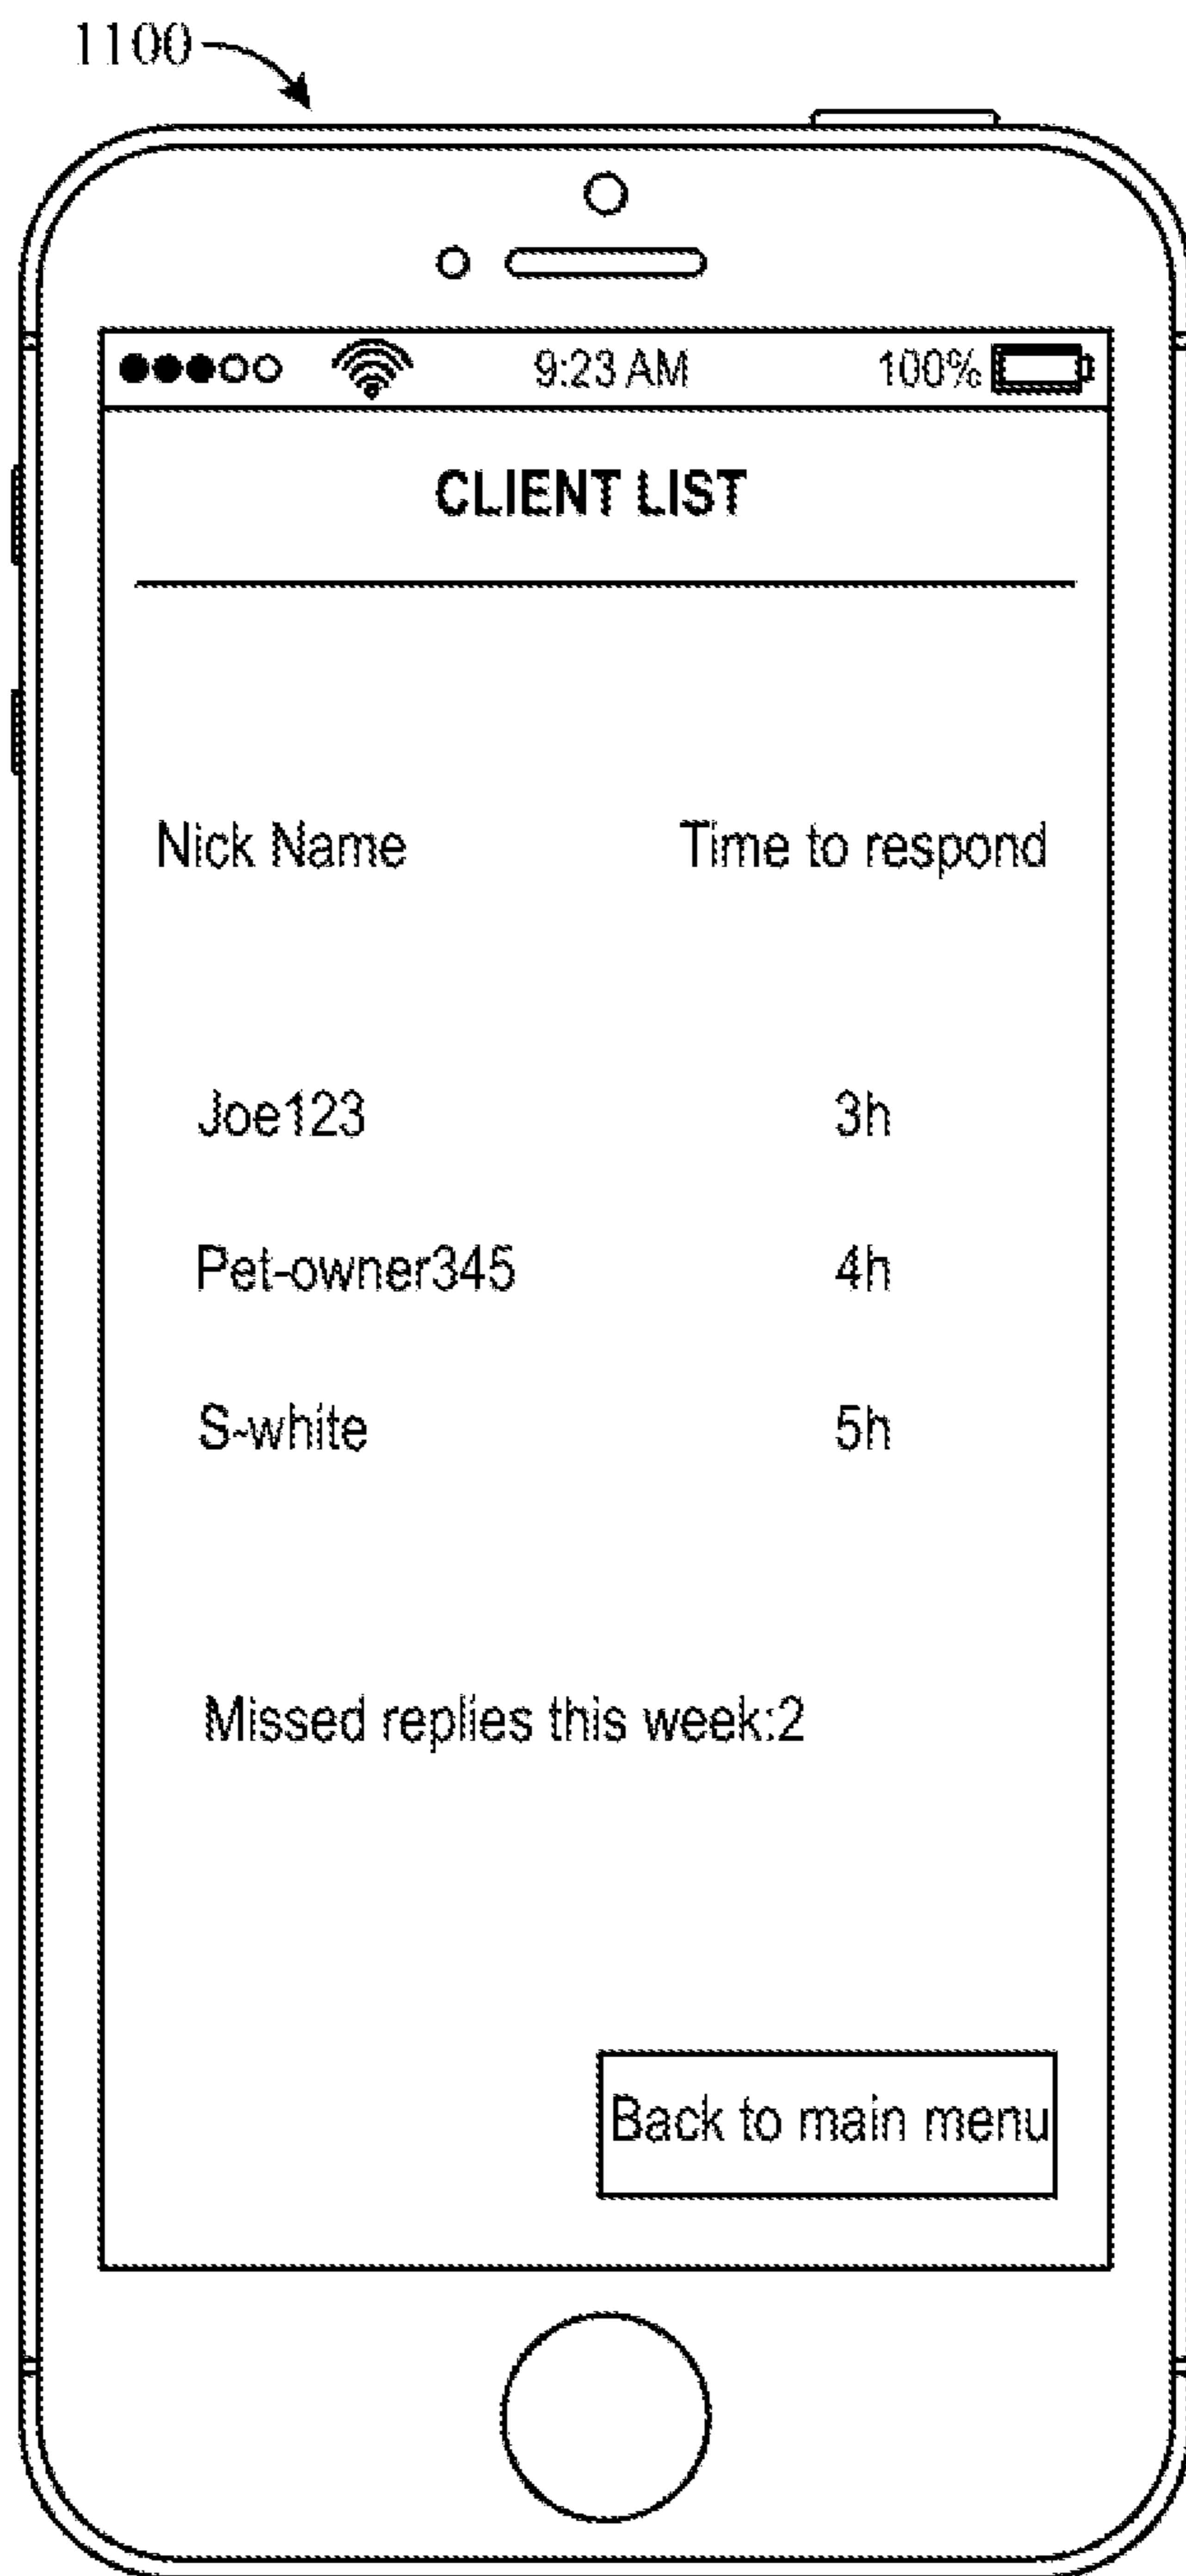 1100
9:23 AM 100%
CLIENT LIST
Nick Name Time to respond
Joe123 3h
Pet-owner345 4h
S-white 5h
Missed replies this week:2
Back to main menu